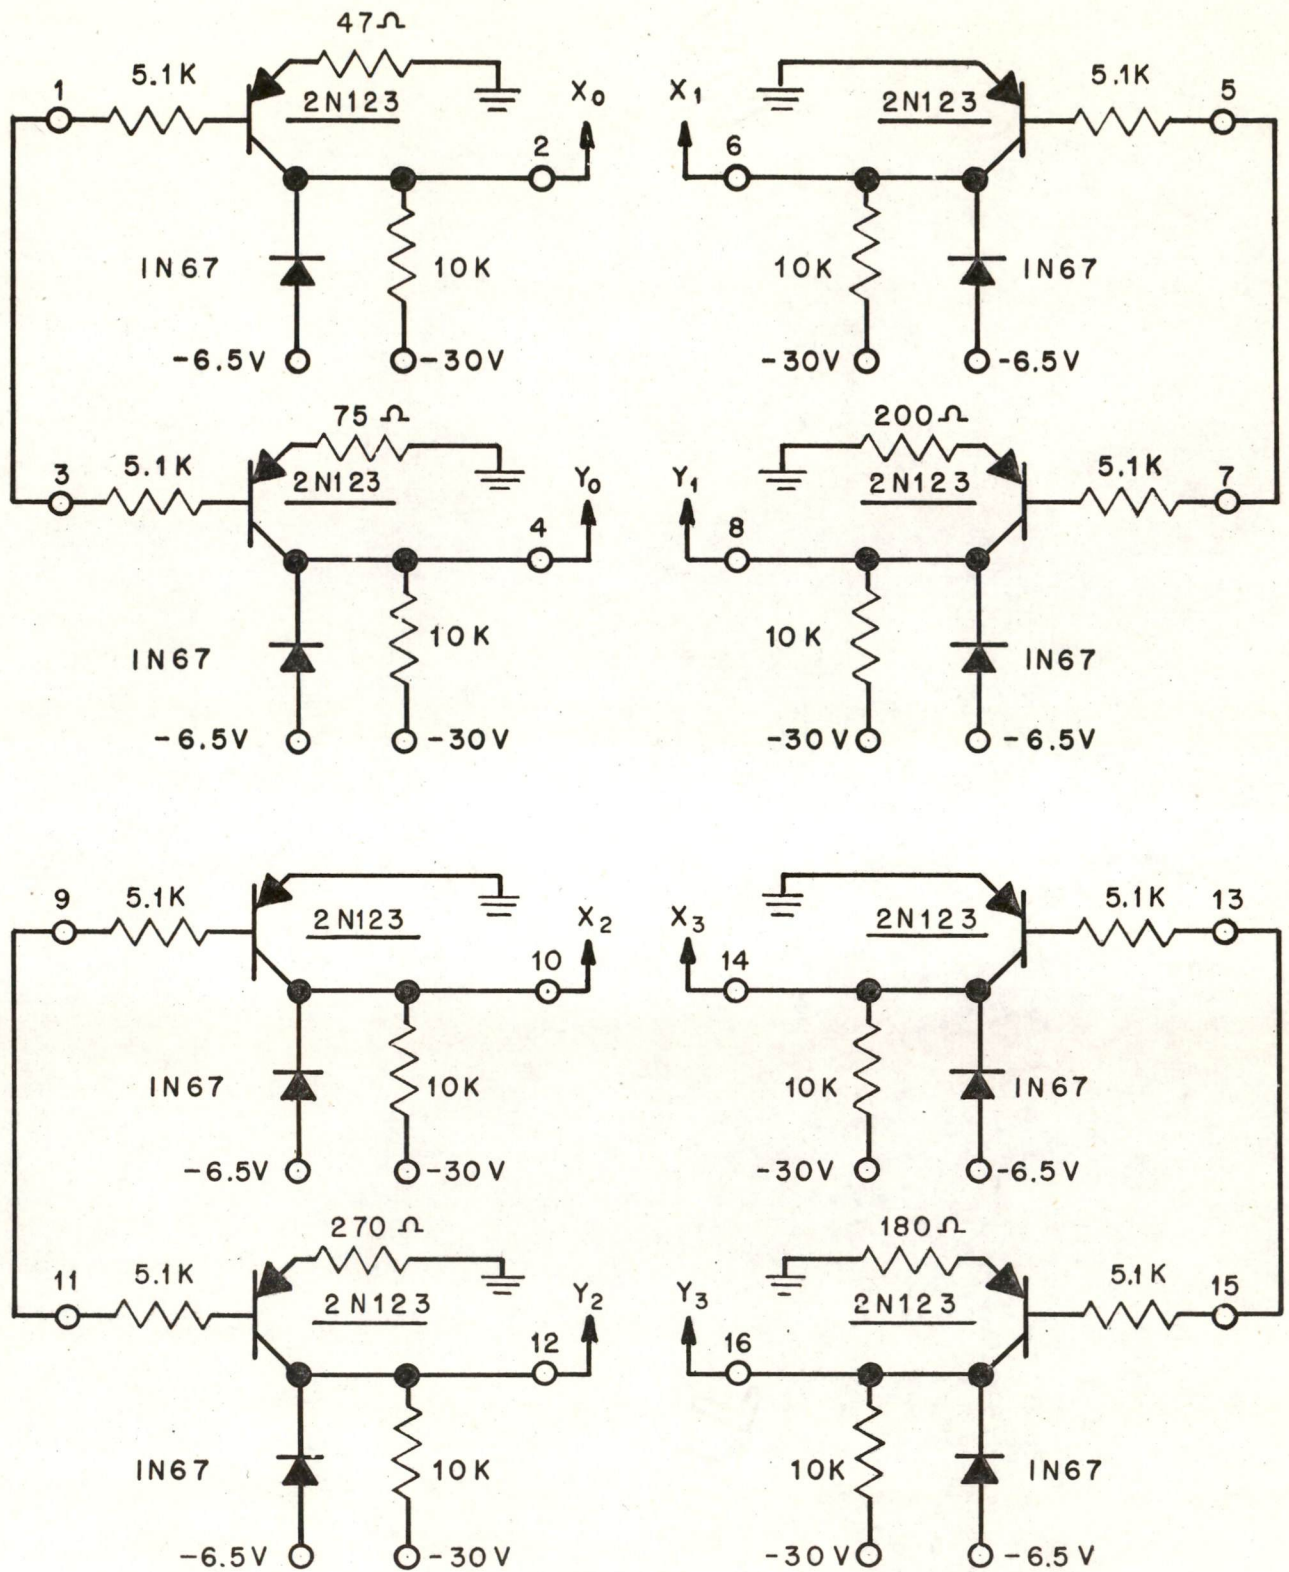 47Ω
1 5.1K 2N123 X₀
2
IN67 10K
-6.5V -30V
X₁ 2N123 5.1K 5
6
10K IN67
-30V -6.5V
75 Ω
3 5.1K 2N123 Y₀
4
IN67 10K
-6.5V -30V
200Ω
Y₁ 2N123 5.1K 7
8
10K IN67
-30V -6.5V
9 5.1K 2N123 X₂
10
IN67 10K
-6.5V -30V
X₃ 2N123 5.1K 13
14
10K IN67
-30V -6.5V
270 Ω
11 5.1K 2N123 Y₂
12
IN67 10K
-6.5V -30V
180Ω
Y₃ 2N123 5.1K 15
16
10K IN67
-30V -6.5V